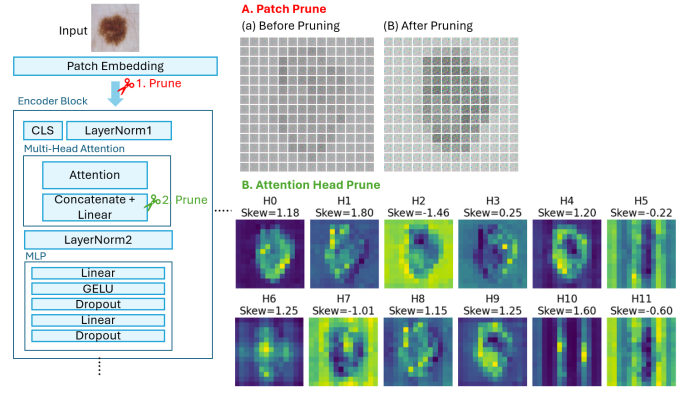 Input
Patch Embedding
1. Prune
Encoder Block
CLS
LayerNorm1
Multi-Head Attention
Attention
Concatenate +
Linear
2. Prune
LayerNorm2
MLP
Linear
GELU
Dropout
Linear
Dropout
A. Patch Prune
(a) Before Pruning
(B) After Pruning
B. Attention Head Prune
H0 H1 H2 H3 H4 H5
Skew=1.18 Skew=1.80 Skew=-1.46 Skew=0.25 Skew=1.20 Skew=-0.22
H6 H7 H8 H9 H10 H11
Skew=1.25 Skew=-1.01 Skew=1.15 Skew=1.25 Skew=1.60 Skew=-0.60